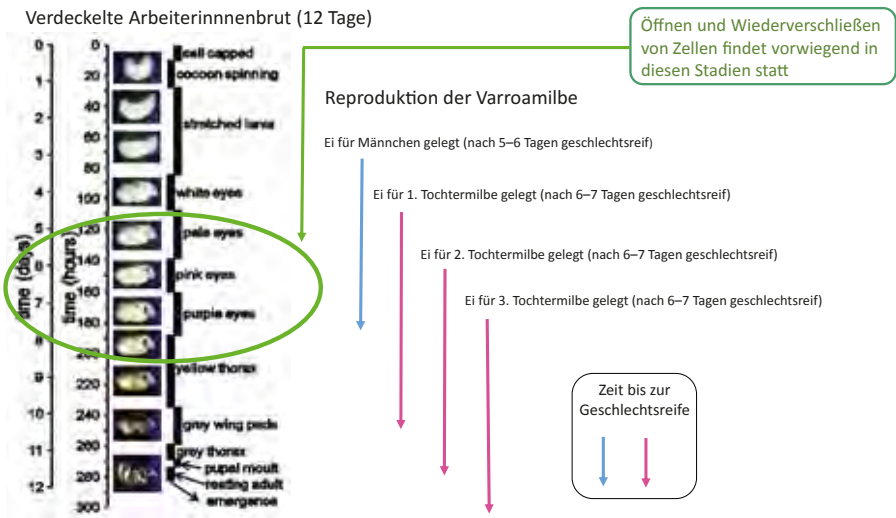 Verdeckelte Arbeiterinnnenbrut (12 Tage)
Öffnen und Wiederverschließen
von Zellen findet vorwiegend in
diesen Stadien statt
Reproduktion der Varroamilbe
Ei für Männchen gelegt (nach 5–6 Tagen geschlechtsreif)
Ei für 1. Tochtermilbe gelegt (nach 6–7 Tagen geschlechtsreif)
Ei für 2. Tochtermilbe gelegt (nach 6–7 Tagen geschlechtsreif)
Ei für 3. Tochtermilbe gelegt (nach 6–7 Tagen geschlechtsreif)
Zeit bis zur
Geschlechtsreife
time (days)
0
1
2
3
4
5
6
7
8
9
10
11
12
time (hours)
0
20
40
60
80
100
120
140
160
180
200
220
240
260
280
300
cell capped
cocoon spinning
stretched larva
white eyes
pale eyes
pink eyes
purple eyes
yellow thorax
grey wing pads
grey thorax
pupal moult
resting adult
emergence